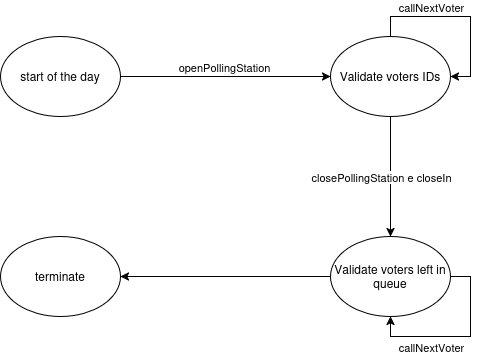 callNextVoter
openPollingStation
start of the day
Validate voters IDs
closePollingStation e closeIn
Validate voters left in
queue
terminate
callNextVoter